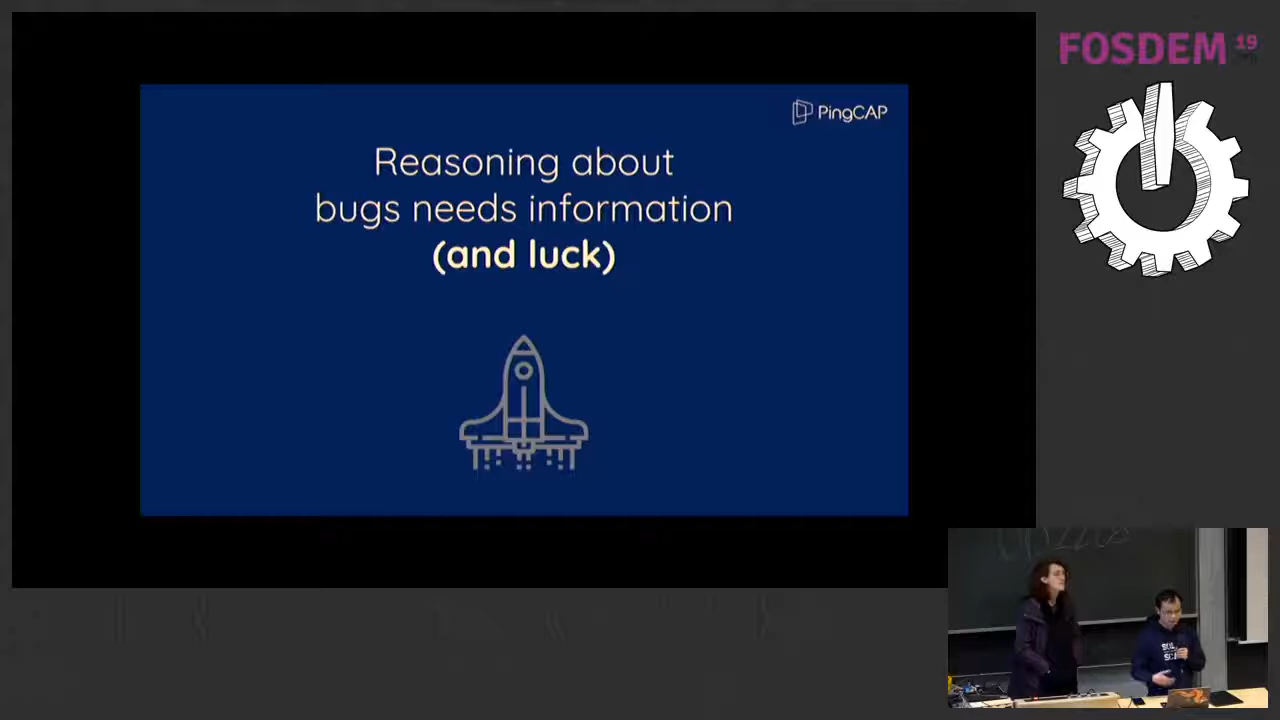 FOSDEM 19
PingCAP
Reasoning about
bugs needs information
(and luck)